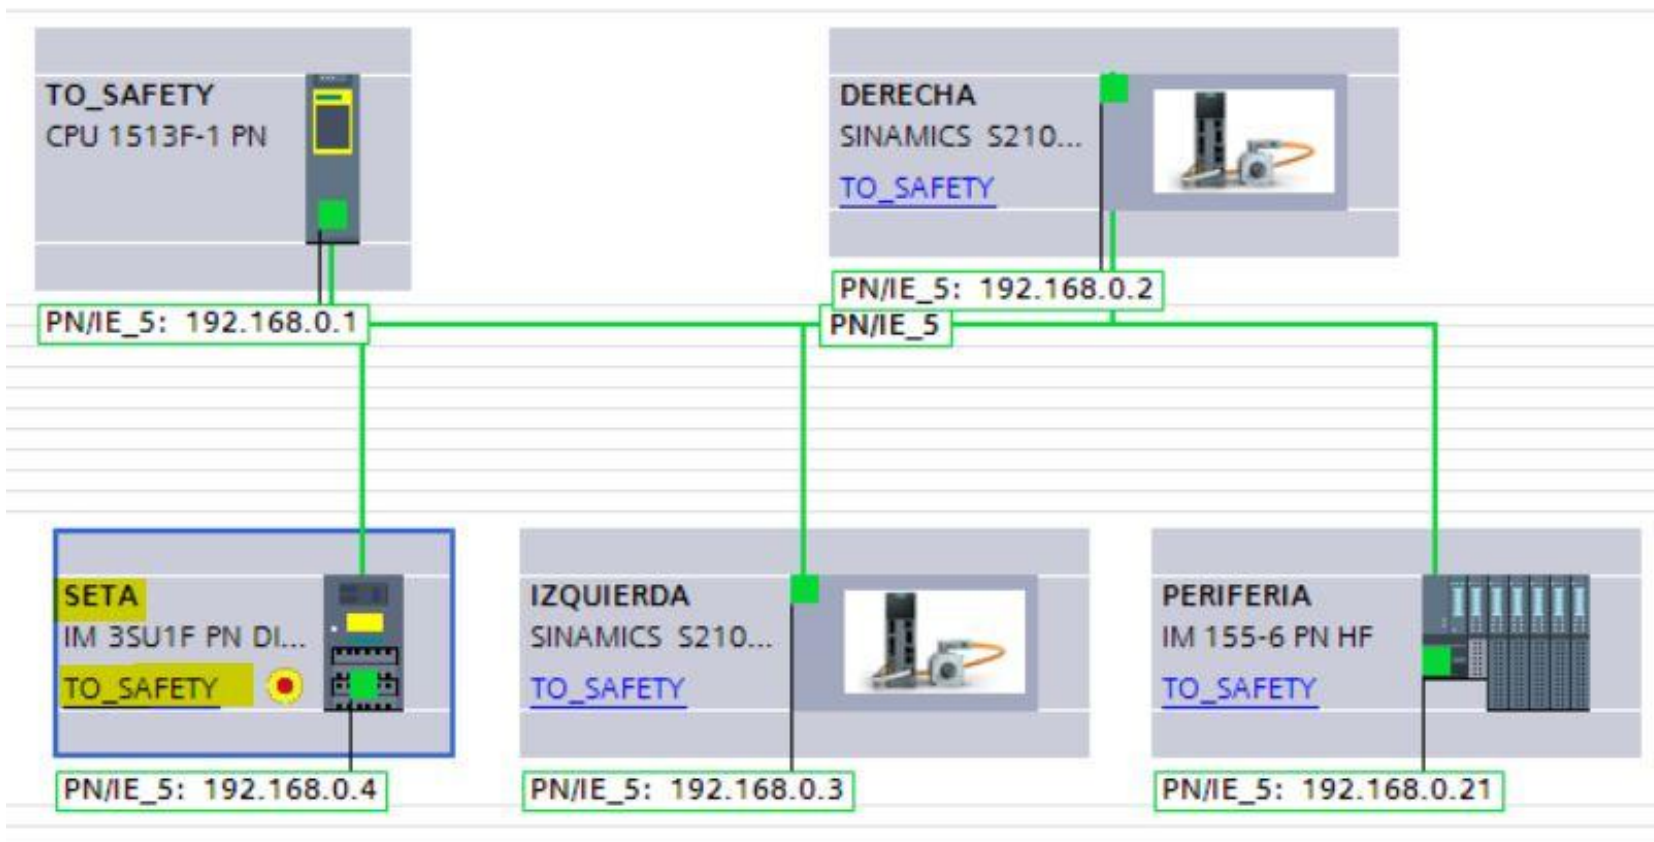 TO_SAFETY
CPU 1513F-1 PN
PN/IE_5: 192.168.0.1
DERECHA
SINAMICS S210...
TO_SAFETY
PN/IE_5: 192.168.0.2
PN/IE_5
SETA
IM 3SU1F PN DI...
TO_SAFETY
PN/IE_5: 192.168.0.4
IZQUIERDA
SINAMICS S210...
TO_SAFETY
PN/IE_5: 192.168.0.3
PERIFERIA
IM 155-6 PN HF
TO_SAFETY
PN/IE_5: 192.168.0.21